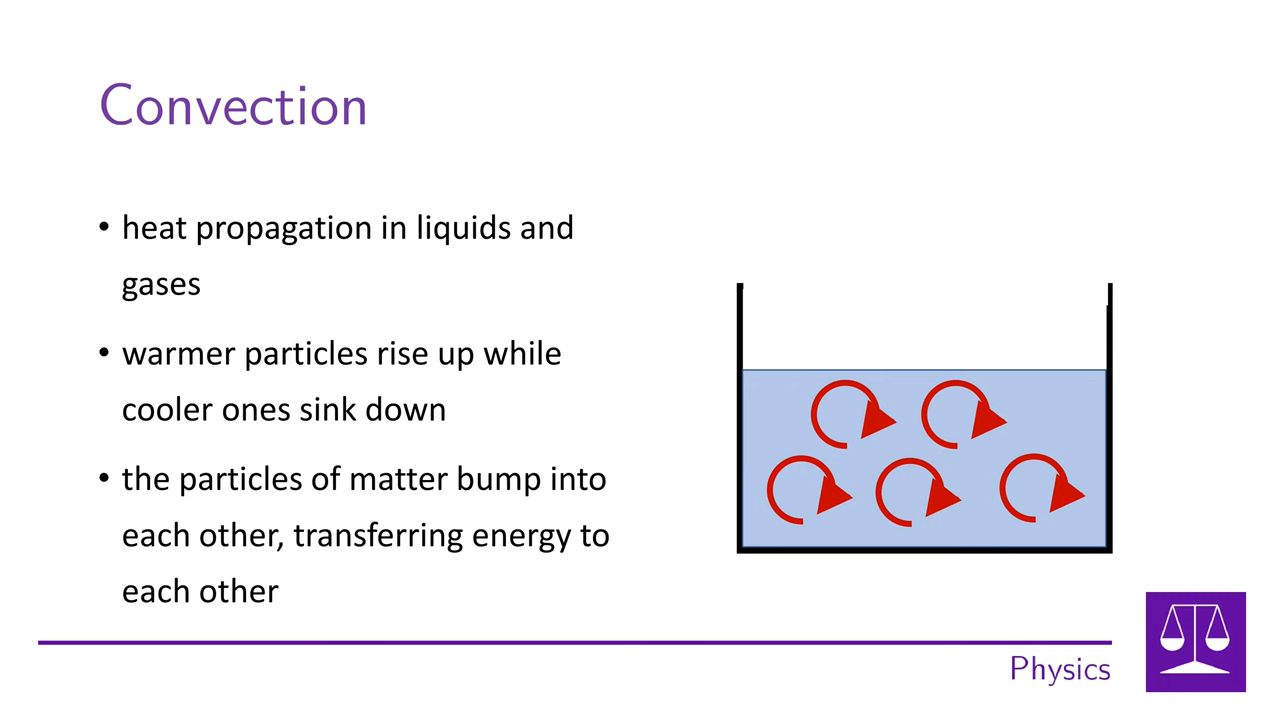 Convection
• heat propagation in liquids and
gases
• warmer particles rise up while
cooler ones sink down
• the particles of matter bump into
each other, transferring energy to
each other
Physics